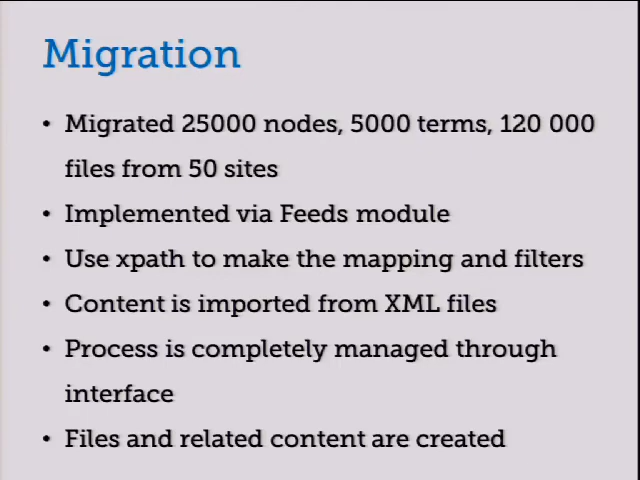 Migration
• Migrated 25000 nodes, 5000 terms, 120 000
files from 50 sites
• Implemented via Feeds module
• Use xpath to make the mapping and filters
• Content is imported from XML files
• Process is completely managed through
interface
• Files and related content are created